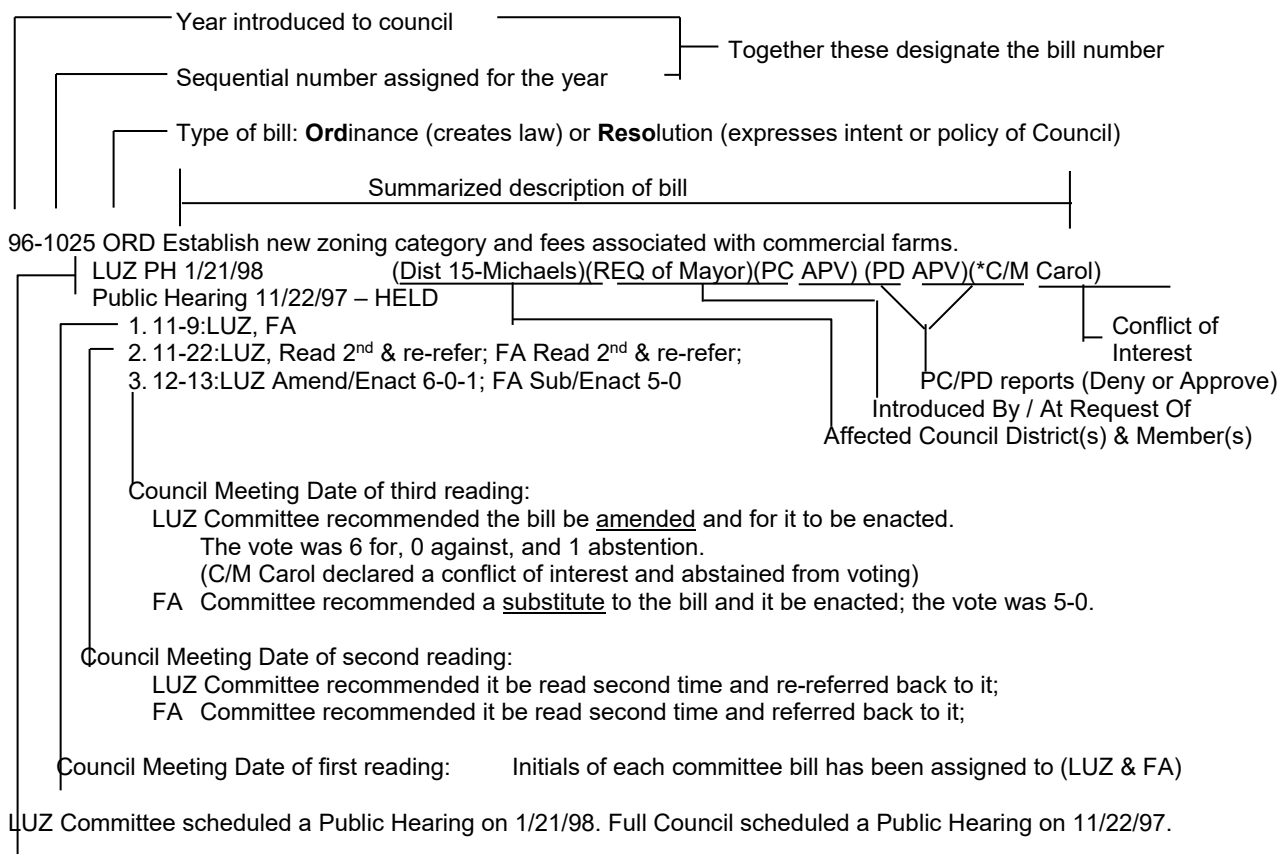 Year introduced to council
Together these designate the bill number
Sequential number assigned for the year
Type of bill: Ordinance (creates law) or Resolution (expresses intent or policy of Council)
Summarized description of bill
96-1025 ORD Establish new zoning category and fees associated with commercial farms.
LUZ PH 1/21/98 (Dist 15-Michaels)(REQ of Mayor)(PC APV) (PD APV)(*C/M Carol)
Public Hearing 11/22/97 – HELD
1. 11-9:LUZ, FA
2. 11-22:LUZ, Read 2nd & re-refer; FA Read 2nd & re-refer;
3. 12-13:LUZ Amend/Enact 6-0-1; FA Sub/Enact 5-0
Conflict of
Interest
PC/PD reports (Deny or Approve)
Introduced By / At Request Of
Affected Council District(s) & Member(s)
Council Meeting Date of third reading:
LUZ Committee recommended the bill be amended and for it to be enacted.
The vote was 6 for, 0 against, and 1 abstention.
(C/M Carol declared a conflict of interest and abstained from voting)
FA Committee recommended a substitute to the bill and it be enacted; the vote was 5-0.
Council Meeting Date of second reading:
LUZ Committee recommended it be read second time and re-referred back to it;
FA Committee recommended it be read second time and referred back to it;
Council Meeting Date of first reading: Initials of each committee bill has been assigned to (LUZ & FA)
LUZ Committee scheduled a Public Hearing on 1/21/98. Full Council scheduled a Public Hearing on 11/22/97.